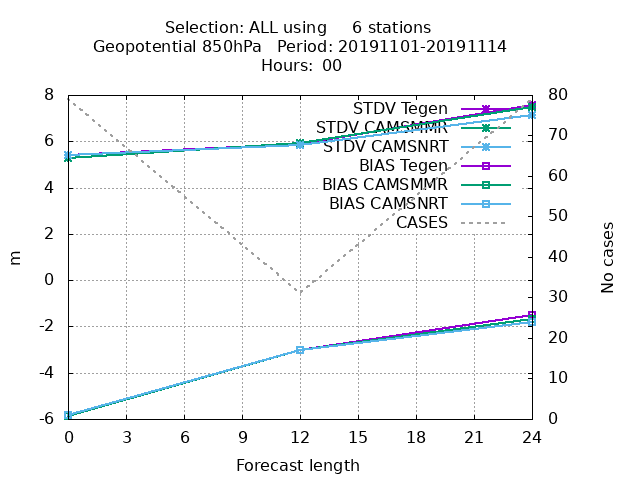 Selection: ALL using     6 stations
Geopotential 850hPa   Period: 20191101-20191114
Hours: 00
8
6
4
2
0
-2
-4
-6
m
80
70
60
50
40
30
20
10
0
No cases
STDV Tegen
STDV CAMSMMR
STDV CAMSNRT
BIAS Tegen
BIAS CAMSMMR
BIAS CAMSNRT
CASES
0 3 6 9 12 15 18 21 24
Forecast length